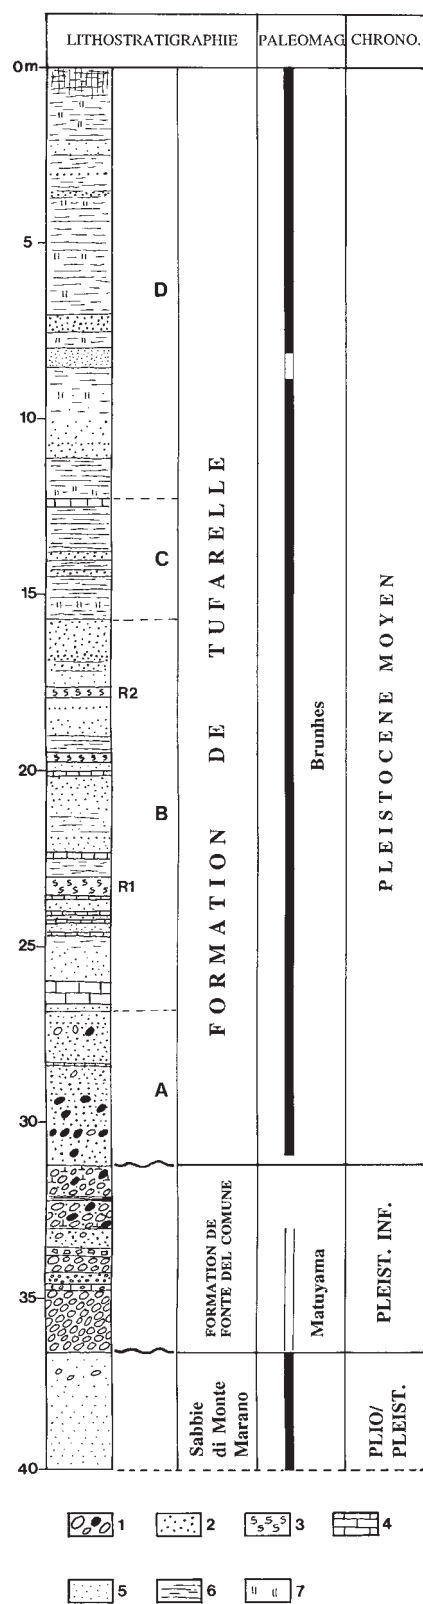 LITHOSTRATIGRAPHIE PALEOMAG CHRONO.
0m
5
D
10
C
15
R2
20
B
R1
25
A
30
35
40
FORMATION DE TUFARELLE
Brunhes
PLEISTOCENE MOYEN
FORMATION DE
FONTE DEL COMUNE
Matuyama
PLEIST. INF.
Sabbie
di Monte
Marano
PLIO/
PLEIST.
1 2 3 4
5 6 7